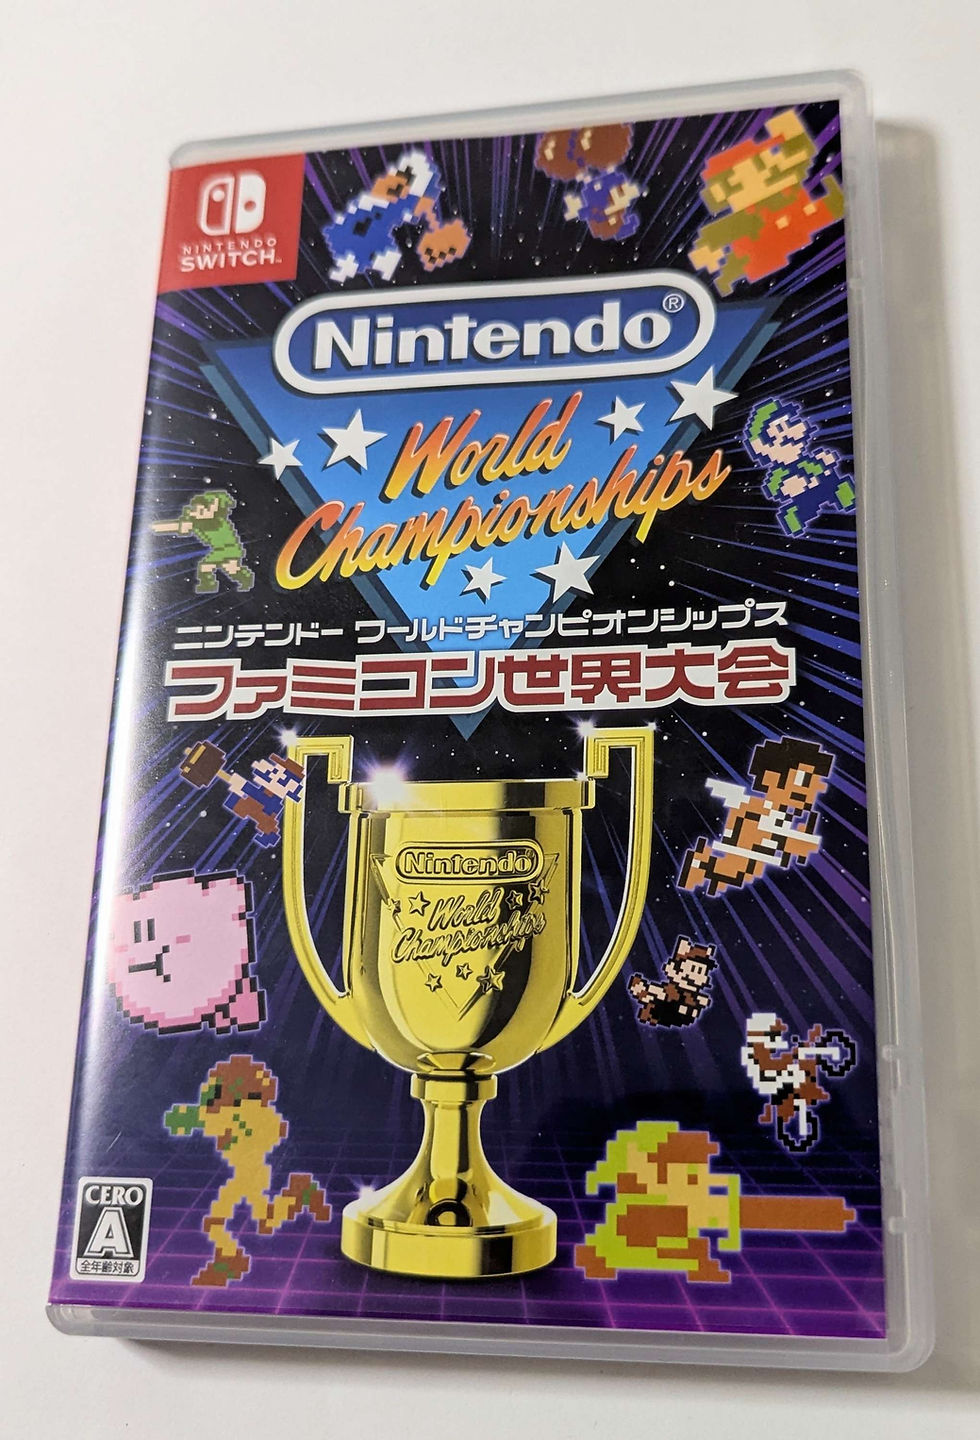 NINTENDO
SWITCH™
Nintendo®
World
Championships
ニンテンドー ワールドチャンピオンシップス
ファミコン世界大会
Nintendo
World
Championships
CERO
A
全年齢対象